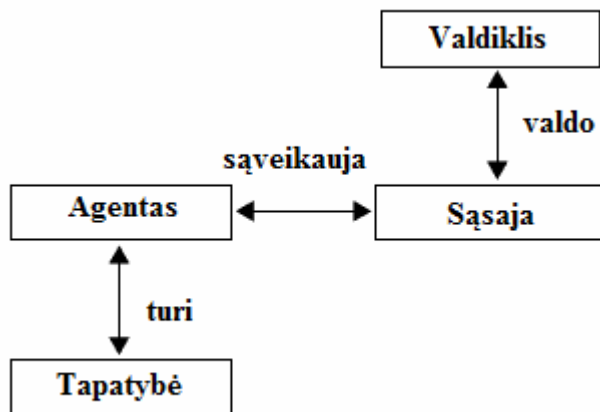 Valdiklis
valdo
sąveikauja
Agentas
Sąsaja
turi
Tapatybė